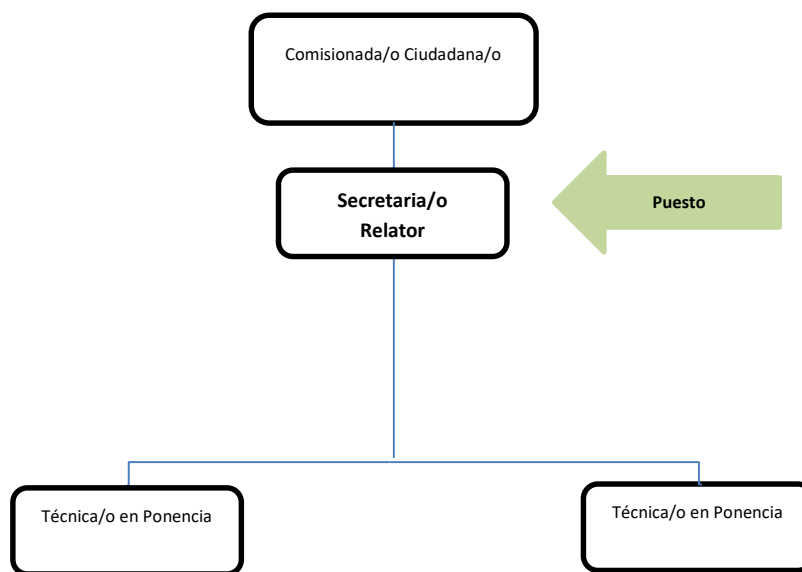 Comisionada/o Ciudadana/o
Secretaria/o
Relator
Puesto
Técnica/o en Ponencia
Técnica/o en Ponencia